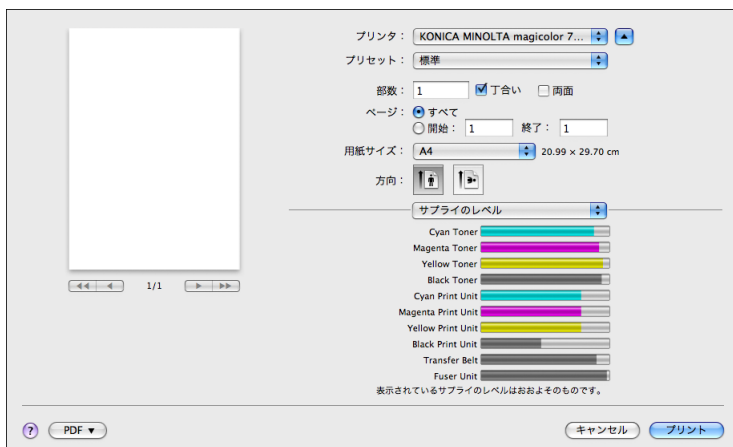 プリンタ： KONICA MINOLTA magicolor 7...
プリセット： 標準
部数： 1 丁合い 両面
ページ： すべて
開始： 1 終了： 1
用紙サイズ： A4 20.99 × 29.70 cm
方向：
サプライのレベル
Cyan Toner
Magenta Toner
Yellow Toner
Black Toner
1/1
Cyan Print Unit
Magenta Print Unit
Yellow Print Unit
Black Print Unit
Transfer Belt
Fuser Unit
表示されているサプライのレベルはおおよそのものです。
? PDF ▼ キャンセル プリント